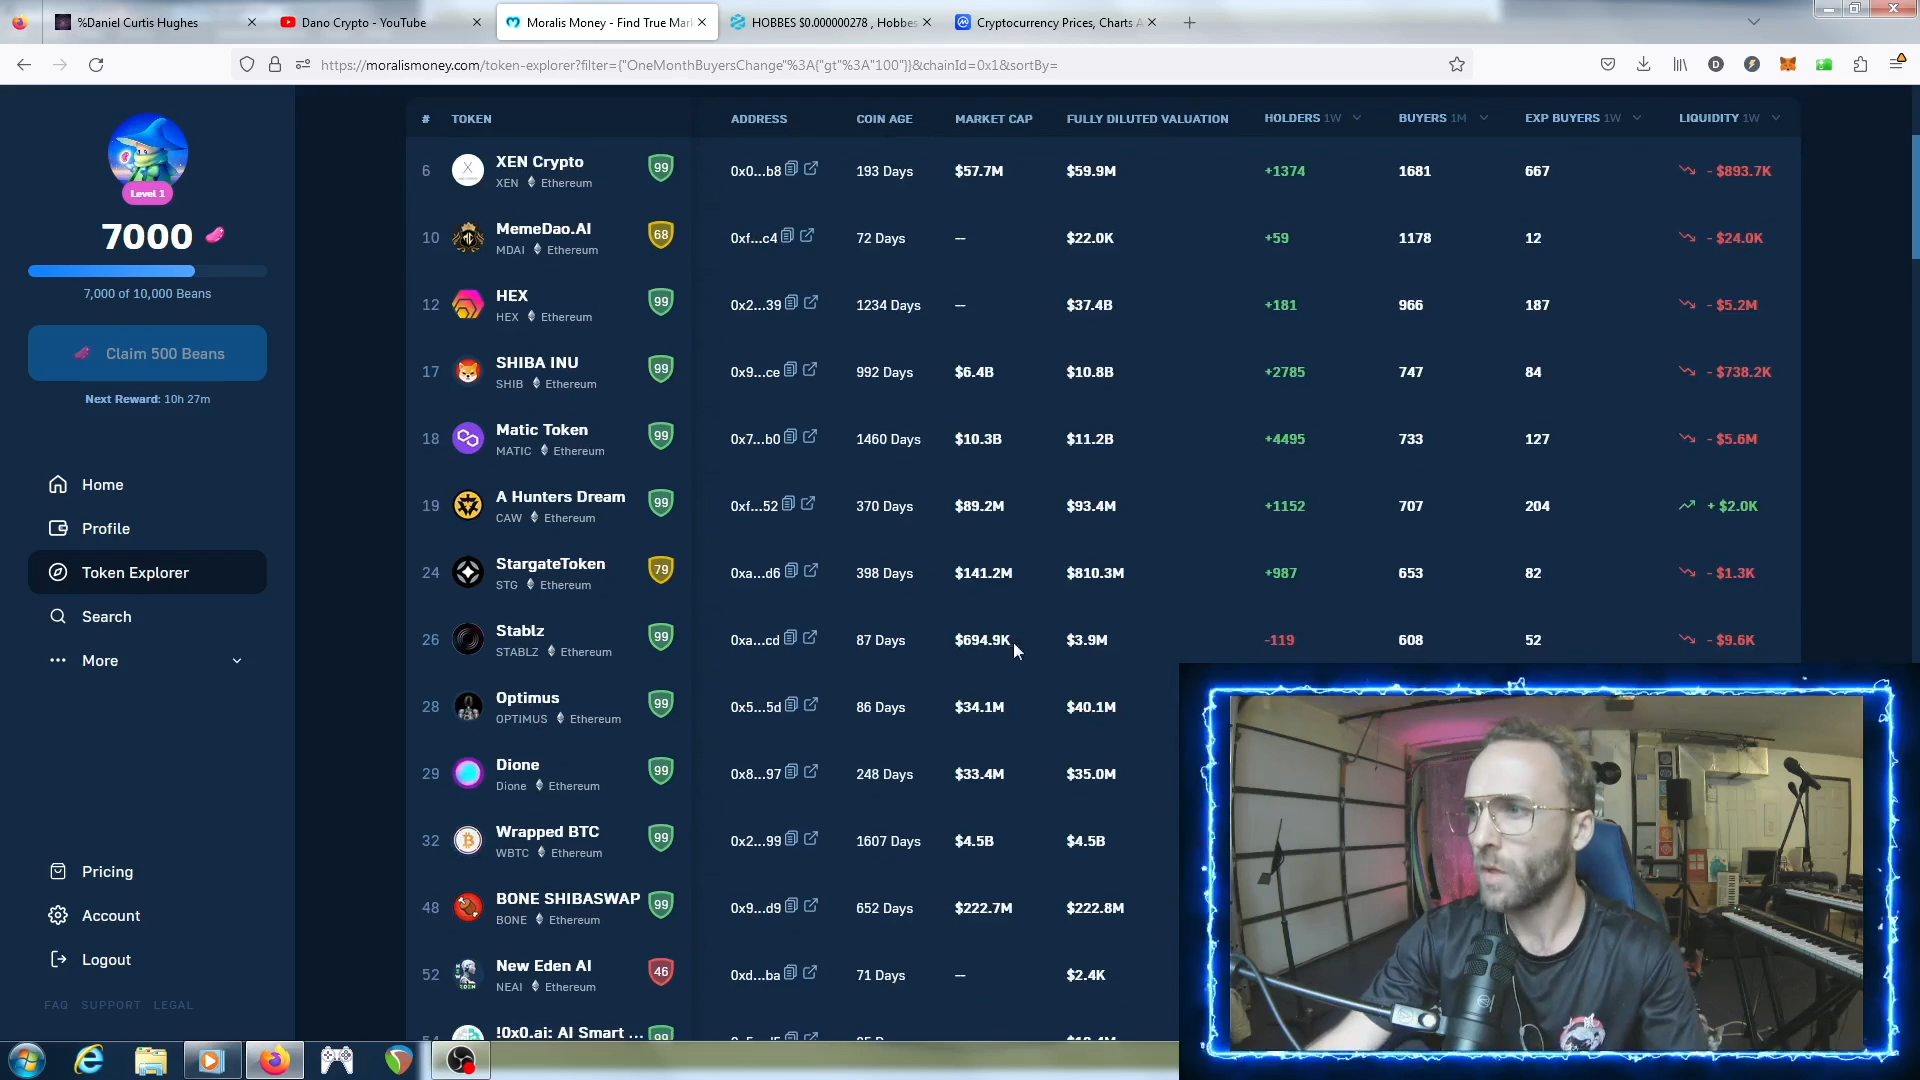 %Daniel Curtis Hughes
Dano Crypto - YouTube
Moralis Money - Find True Mar
HOBBES $0.000000278 , Hobbes
Cryptocurrency Prices, Charts A
https://moralismoney.com/token-explorer?filter={"OneMonthBuyersChange"%3A{"gt"%3A"100"}}&chainId=0x1&sortBy=
Level 1
7000
7,000 of 10,000 Beans
Claim 500 Beans
Next Reward: 10h 27m
Home
Profile
Token Explorer
Search
More
Pricing
Account
Logout
FAQ SUPPORT LEGAL
# TOKEN ADDRESS COIN AGE MARKET CAP FULLY DILUTED VALUATION HOLDERS 1W BUYERS 1M EXP BUYERS 1W LIQUIDITY 1W
6 XEN Crypto 99 0x0...b8 193 Days $57.7M $59.9M +1374 1681 667 - $893.7K
XEN Ethereum
10 MemeDao.AI 68 0xf...c4 72 Days -- $22.0K +59 1178 12 - $24.0K
MDAI Ethereum
12 HEX 99 0x2...39 1234 Days -- $37.4B +181 966 187 - $5.2M
HEX Ethereum
17 SHIBA INU 99 0x9...ce 992 Days $6.4B $10.8B +2785 747 84 - $738.2K
SHIB Ethereum
18 Matic Token 99 0x7...b0 1460 Days $10.3B $11.2B +4495 733 127 - $5.6M
MATIC Ethereum
19 A Hunters Dream 99 0xf...52 370 Days $89.2M $93.4M +1152 707 204 + $2.0K
CAW Ethereum
24 StargateToken 79 0xa...d6 398 Days $141.2M $810.3M +987 653 82 - $1.3K
STG Ethereum
26 Stablz 99 0xa...cd 87 Days $694.9K $3.9M -119 608 52 - $9.6K
STABLZ Ethereum
28 Optimus 99 0x5...5d 86 Days $34.1M $40.1M
OPTIMUS Ethereum
29 Dione 99 0x8...97 248 Days $33.4M $35.0M
Dione Ethereum
32 Wrapped BTC 99 0x2...99 1607 Days $4.5B $4.5B
WBTC Ethereum
48 BONE SHIBASWAP 99 0x9...d9 652 Days $222.7M $222.8M
BONE Ethereum
52 New Eden AI 46 0xd...ba 71 Days -- $2.4K
NEAI Ethereum
!0x0.ai: AI Smart ... 99